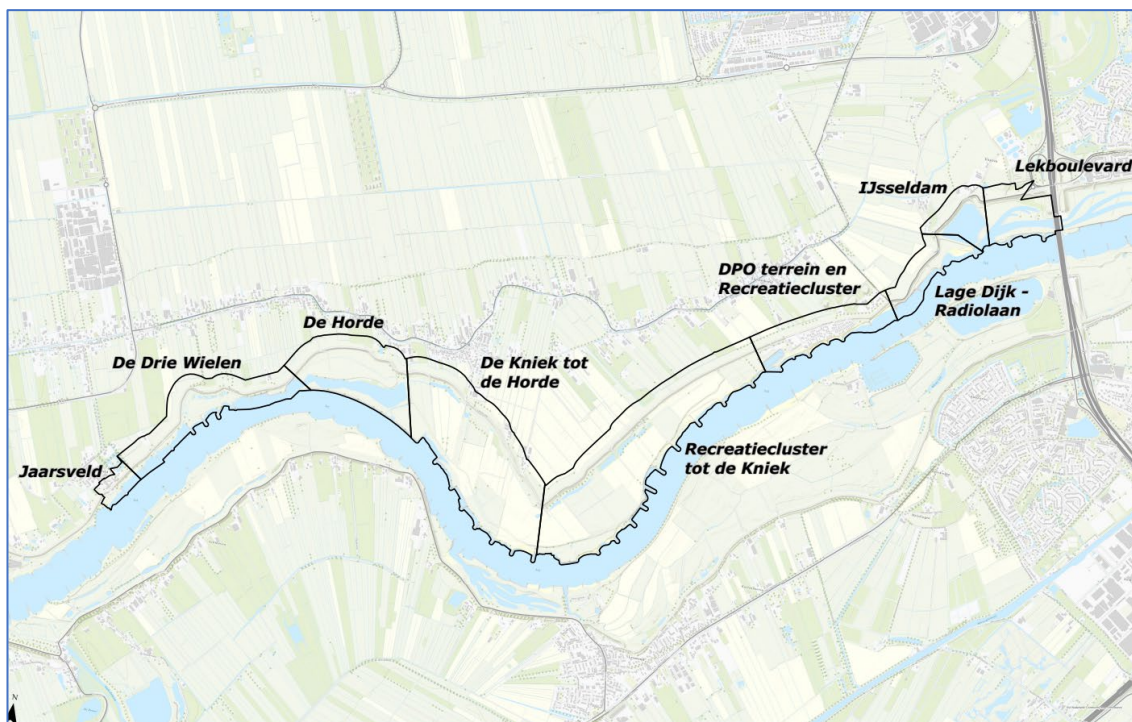 Lekboulevard
IJsseldam
DPO terrein en
Recreatiecluster
Lage Dijk -
Radiolaan
De Horde
De Drie Wielen
De Kniek tot
de Horde
Recreatiecluster
tot de Kniek
Jaarsveld
N